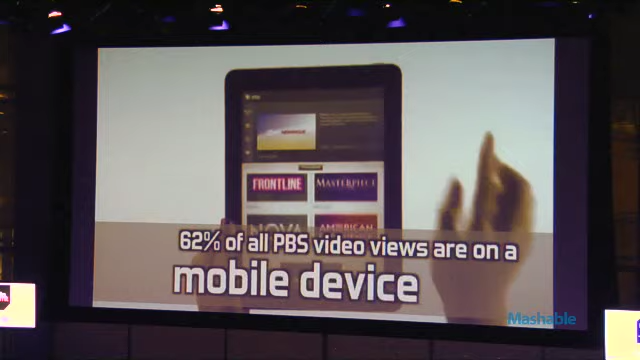 FRONTLINE
MASTERPIECE
NOVA
AMERICAN
62% of all PBS video views are on a
mobile device
Mashable